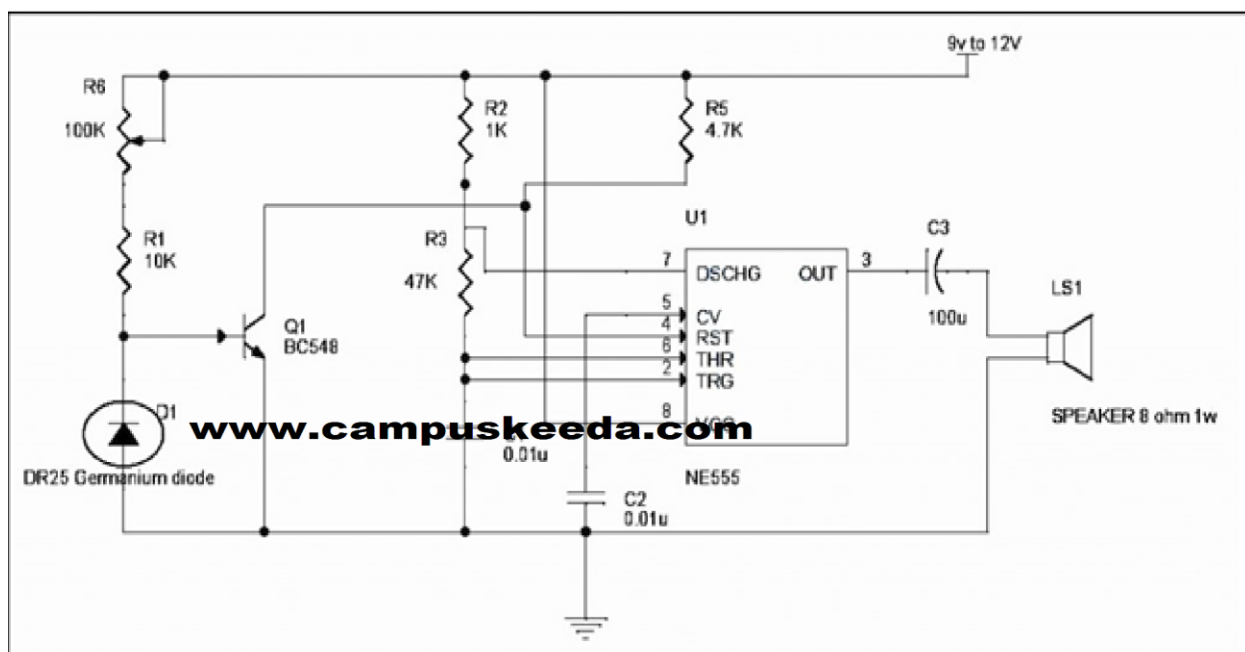 9v to 12V
R6
100K
R2
1K
R5
4.7K
U1
R1
10K
R3
47K
7
DSCHG
OUT
3
C3
100u
LS1
5
CV
4
RST
6
THR
2
TRG
8
VCC
Q1
BC548
D1
www.campuskeeda.com
SPEAKER 8 ohm 1w
0.01u
DR25 Germanium diode
NE555
C2
0.01u